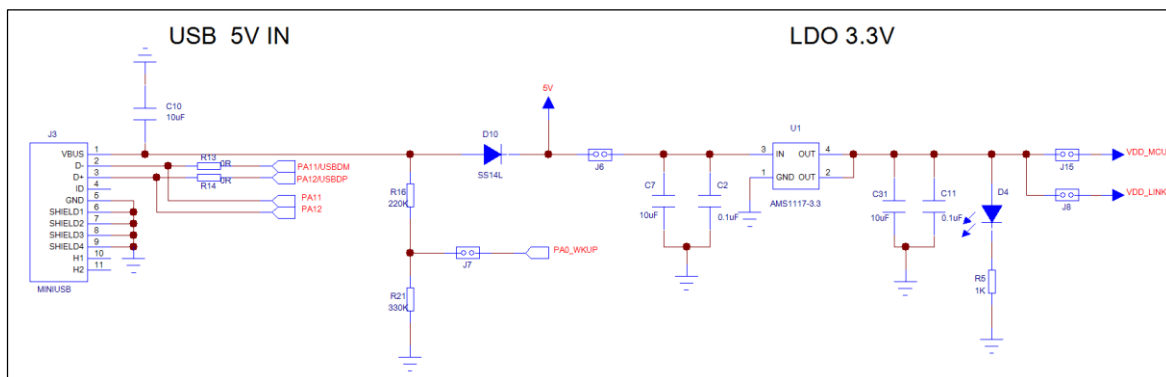 USB 5V IN
LDO 3.3V
C10
10uF
J3
VBUS 1
D- 2
D+ 3
ID 4
GND 5
SHIELD1 6
SHIELD2 7
SHIELD3 8
SHIELD4 9
H1 10
H2 11
MINIUSB
R13 0R
R14 0R
PA11/USBDM
PA12/USBDP
PA11
PA12
R16
220K
R21
330K
J7
PA0_WKUP
D10
SS14L
5V
J6
C7
10uF
C2
0.1uF
U1
3 IN OUT 4
1 GND OUT 2
AMS1117-3.3
C31
10uF
C11
0.1uF
D4
R5
1K
J15
VDD_MCU
J8
VDD_LINK